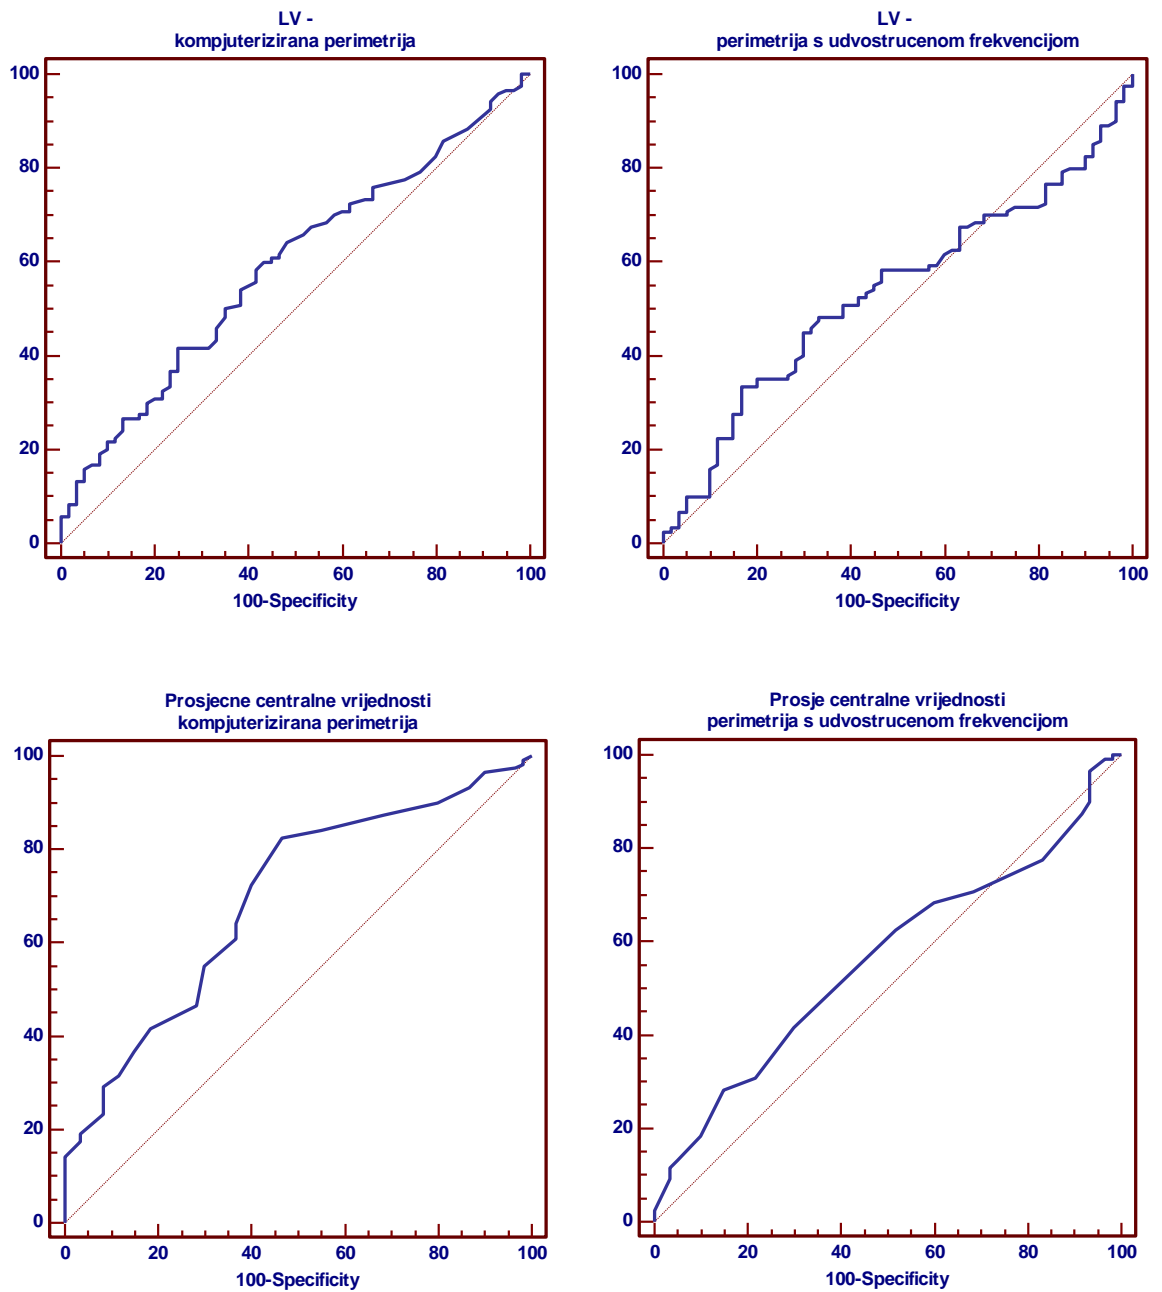 LV -
kompjuterizirana perimetrija
100
80
60
40
20
0
0 20 40 60 80 100
100-Specificity
LV -
perimetrija s udvostrucenom frekvencijom
100
80
60
40
20
0
0 20 40 60 80 100
100-Specificity
Prosjecne centralne vrijednosti
kompjuterizirana perimetrija
100
80
60
40
20
0
0 20 40 60 80 100
100-Specificity
Prosje centralne vrijednosti
perimetrija s udvostrucenom frekvencijom
100
80
60
40
20
0
0 20 40 60 80 100
100-Specificity